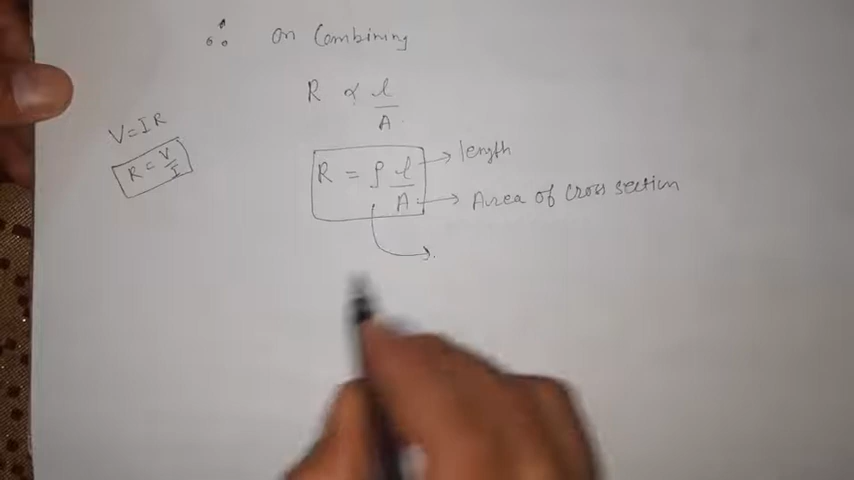 ∴ On Combining
R ∝ l/A
V=IR
R = V/I
R = ρ l/A
length
Area of cross section